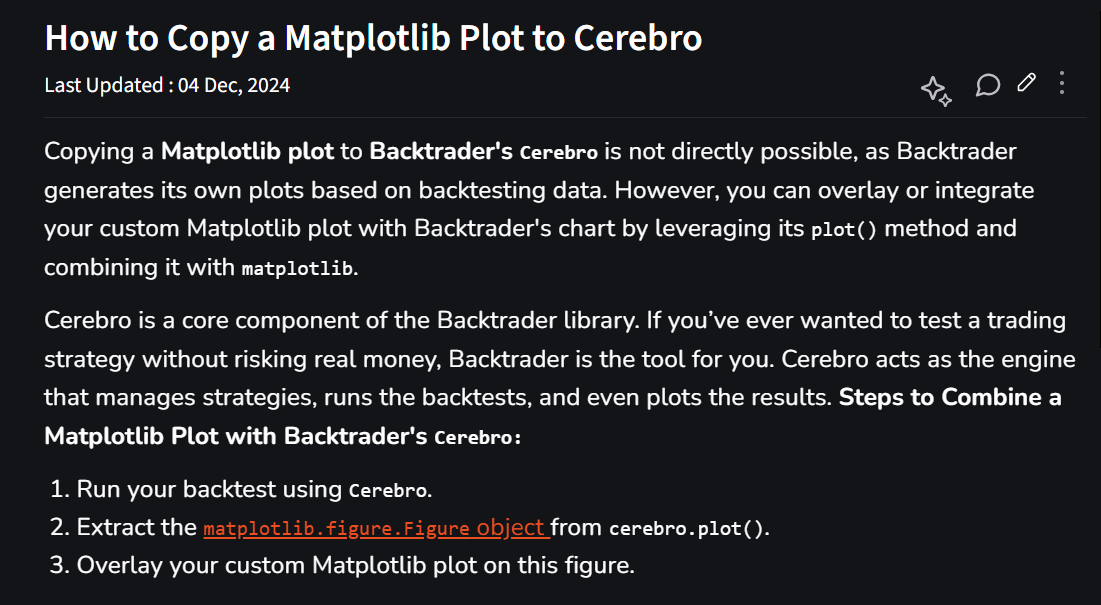 How to Copy a Matplotlib Plot to Cerebro
Last Updated : 04 Dec, 2024
Copying a Matplotlib plot to Backtrader's Cerebro is not directly possible, as Backtrader
generates its own plots based on backtesting data. However, you can overlay or integrate
your custom Matplotlib plot with Backtrader's chart by leveraging its plot() method and
combining it with matplotlib.
Cerebro is a core component of the Backtrader library. If you’ve ever wanted to test a trading
strategy without risking real money, Backtrader is the tool for you. Cerebro acts as the engine
that manages strategies, runs the backtests, and even plots the results. Steps to Combine a
Matplotlib Plot with Backtrader's Cerebro:
1. Run your backtest using Cerebro.
2. Extract the matplotlib.figure.Figure object from cerebro.plot().
3. Overlay your custom Matplotlib plot on this figure.